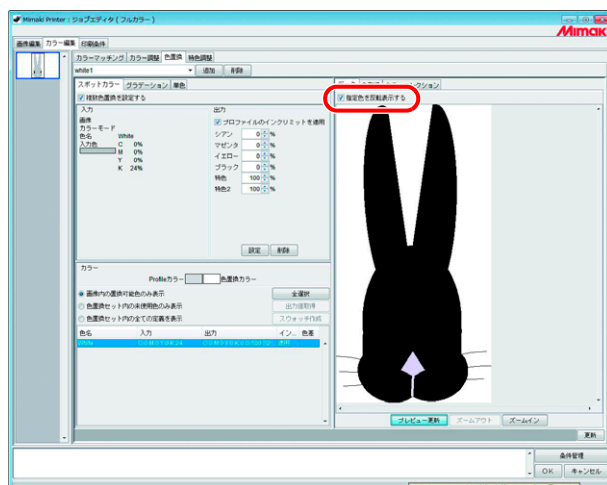 Mimaki Printer : ジョブエディタ ( フルカラー )
Mimak
画像編集 カラー編集 印刷条件
カラーマッチング カラー調整 色置換 特色調整
white1 追加 削除
スポットカラー グラデーション 単色
複数色置換を設定する
指定色を反転表示する
入力 出力
画像
カラーモード
プロファイルのインクリミットを適用
色名 White
シアン 0 %
入力色 C 0%
M 0%
マゼンタ 0 %
Y 0%
イエロー 0 %
K 24%
ブラック 0 %
特色 100 %
特色2 100 %
設定 削除
カラー
Profileカラー 色置換カラー
画像内の置換可能色のみ表示 全選択
色置換セット内の未使用色のみ表示 出力値取得
色置換セット内の全ての定義を表示 スウォッチ作成
色名 入力 出力 イン... 色差
White
プレビュー更新 ズームアウト ズームイン
更新
条件管理
OK キャンセル